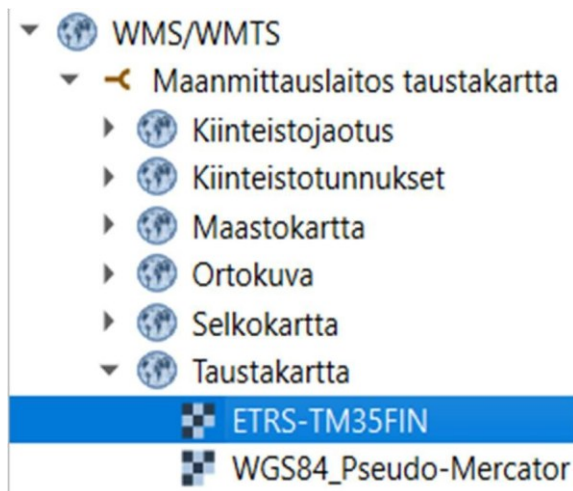 WMS/WMTS
Maanmittauslaitos taustakartta
Kiinteistojaotus
Kiinteistotunnukset
Maastokartta
Ortokuva
Selkokartta
Taustakartta
ETRS-TM35FIN
WGS84_Pseudo-Mercator